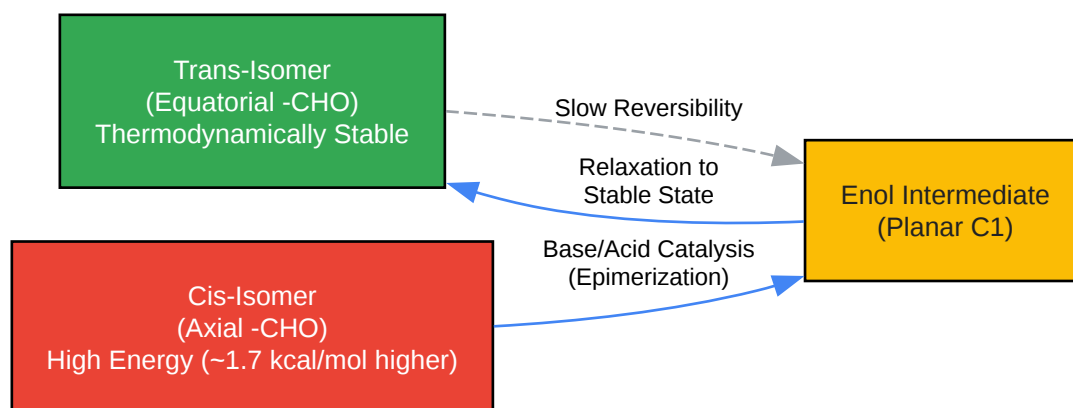 Trans-Isomer
(Equatorial -CHO)
Thermodynamically Stable
Slow Reversibility
Relaxation to
Stable State
Enol Intermediate
(Planar C1)
Base/Acid Catalysis
(Epimerization)
Cis-Isomer
(Axial -CHO)
High Energy (~1.7 kcal/mol higher)